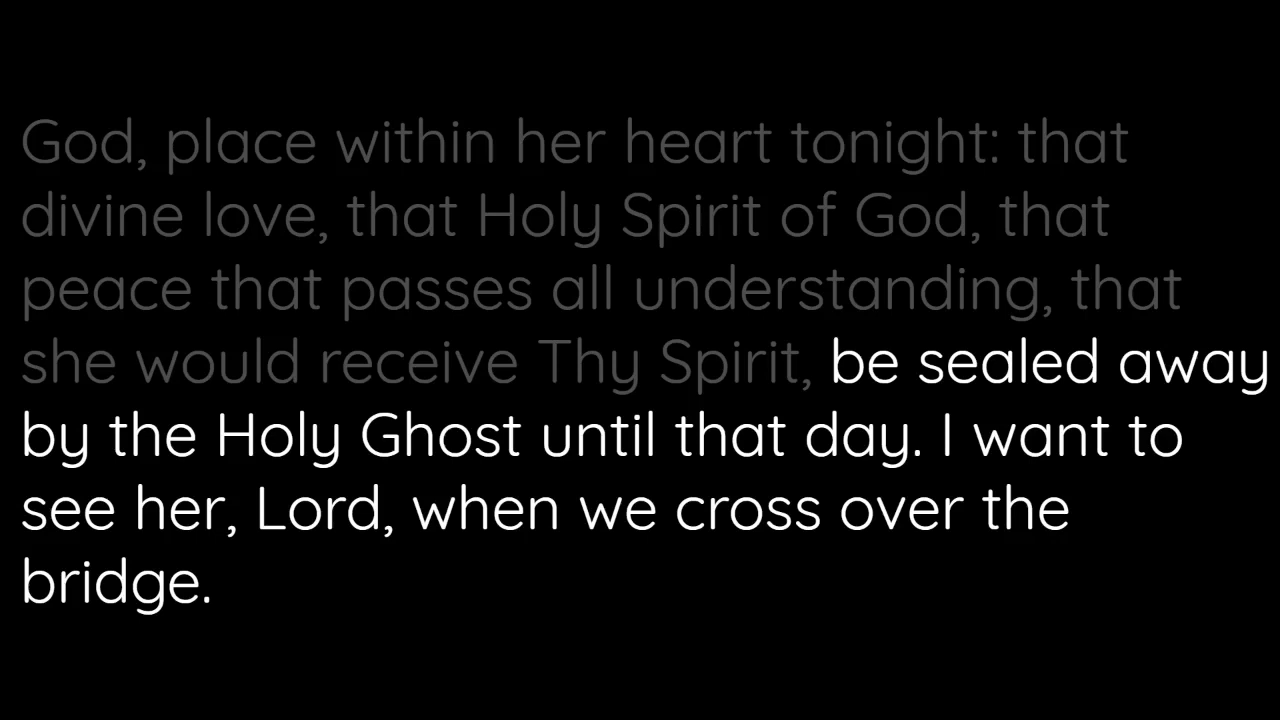 God, place within her heart tonight: that
divine love, that Holy Spirit of God, that
peace that passes all understanding, that
she would receive Thy Spirit, be sealed away
by the Holy Ghost until that day. I want to
see her, Lord, when we cross over the
bridge.